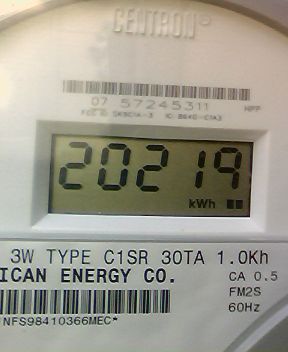 CENTRON
07 57245311
20219
kWh
3W TYPE C1SR 30TA 1.0Kh
ICAN ENERGY CO.
CA 0.5
FM2S
60Hz
NFS98410366MEC*